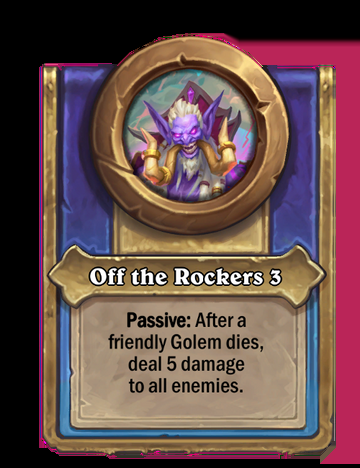 Off the Rockers 3
Passive: After a
friendly Golem dies,
deal 5 damage
to all enemies.